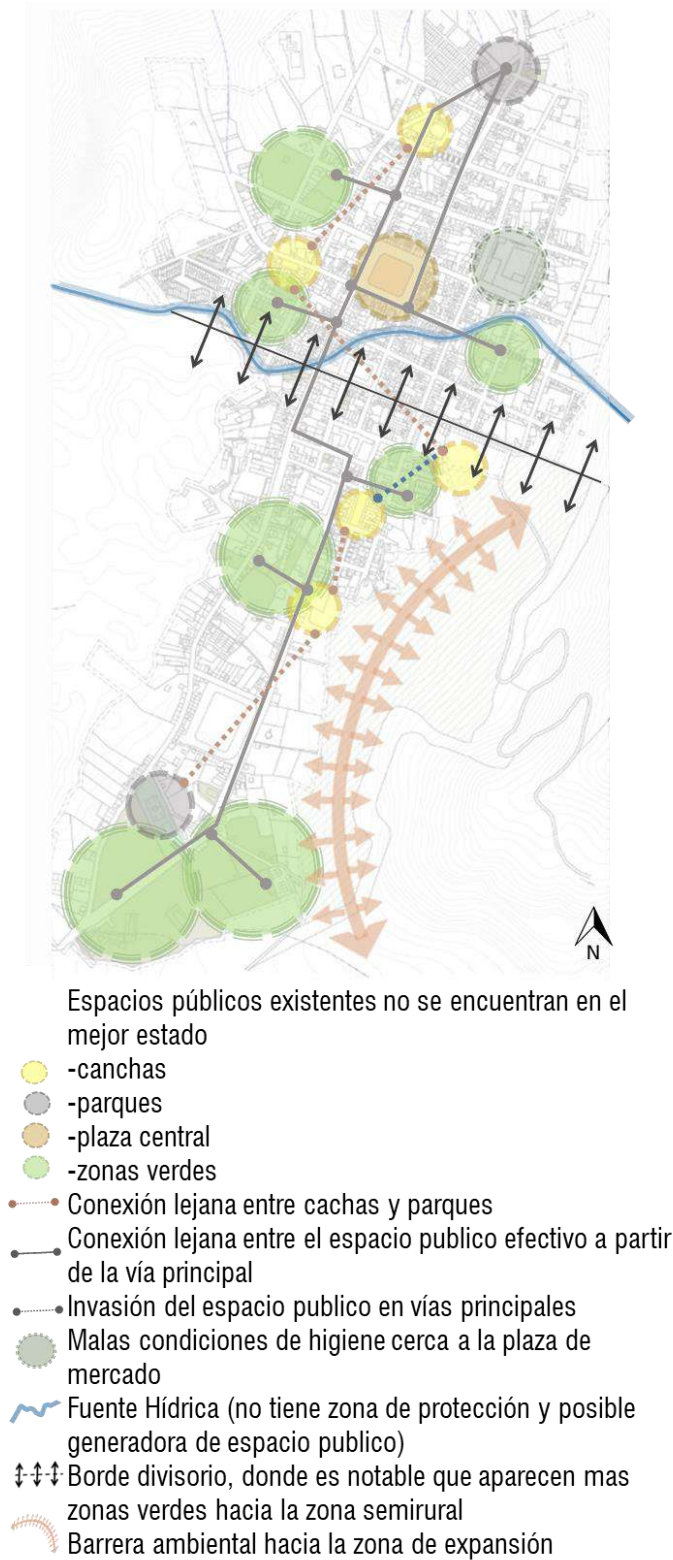 N
Espacios públicos existentes no se encuentran en el
mejor estado
-canchas
-parques
-plaza central
-zonas verdes
Conexión lejana entre cachas y parques
Conexión lejana entre el espacio publico efectivo a partir
de la vía principal
Invasión del espacio publico en vías principales
Malas condiciones de higiene cerca a la plaza de
mercado
Fuente Hídrica (no tiene zona de protección y posible
generadora de espacio publico)
Borde divisorio, donde es notable que aparecen mas
zonas verdes hacia la zona semirural
Barrera ambiental hacia la zona de expansión